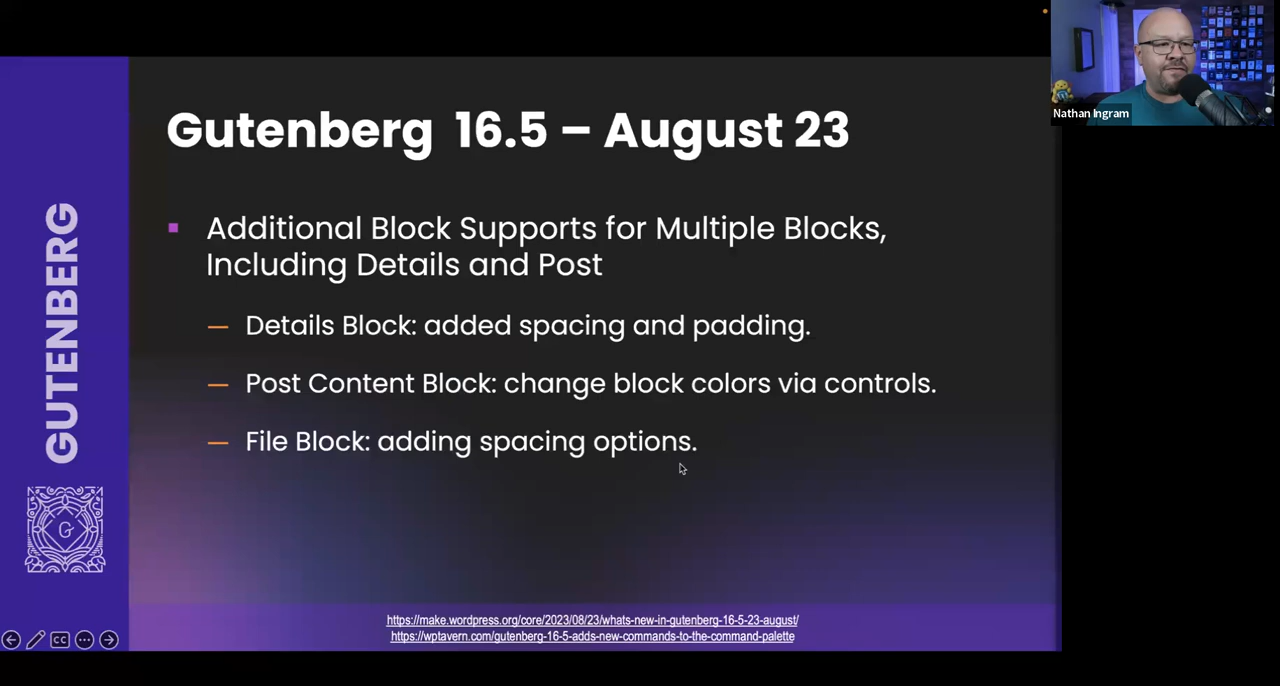 Nathan Ingram
GUTENBERG
G
Gutenberg 16.5 – August 23
Additional Block Supports for Multiple Blocks,
Including Details and Post
— Details Block: added spacing and padding.
— Post Content Block: change block colors via controls.
— File Block: adding spacing options.
https://make.wordpress.org/core/2023/08/23/whats-new-in-gutenberg-16-5-23-august/
https://wptavern.com/gutenberg-16-5-adds-new-commands-to-the-command-palette
CC